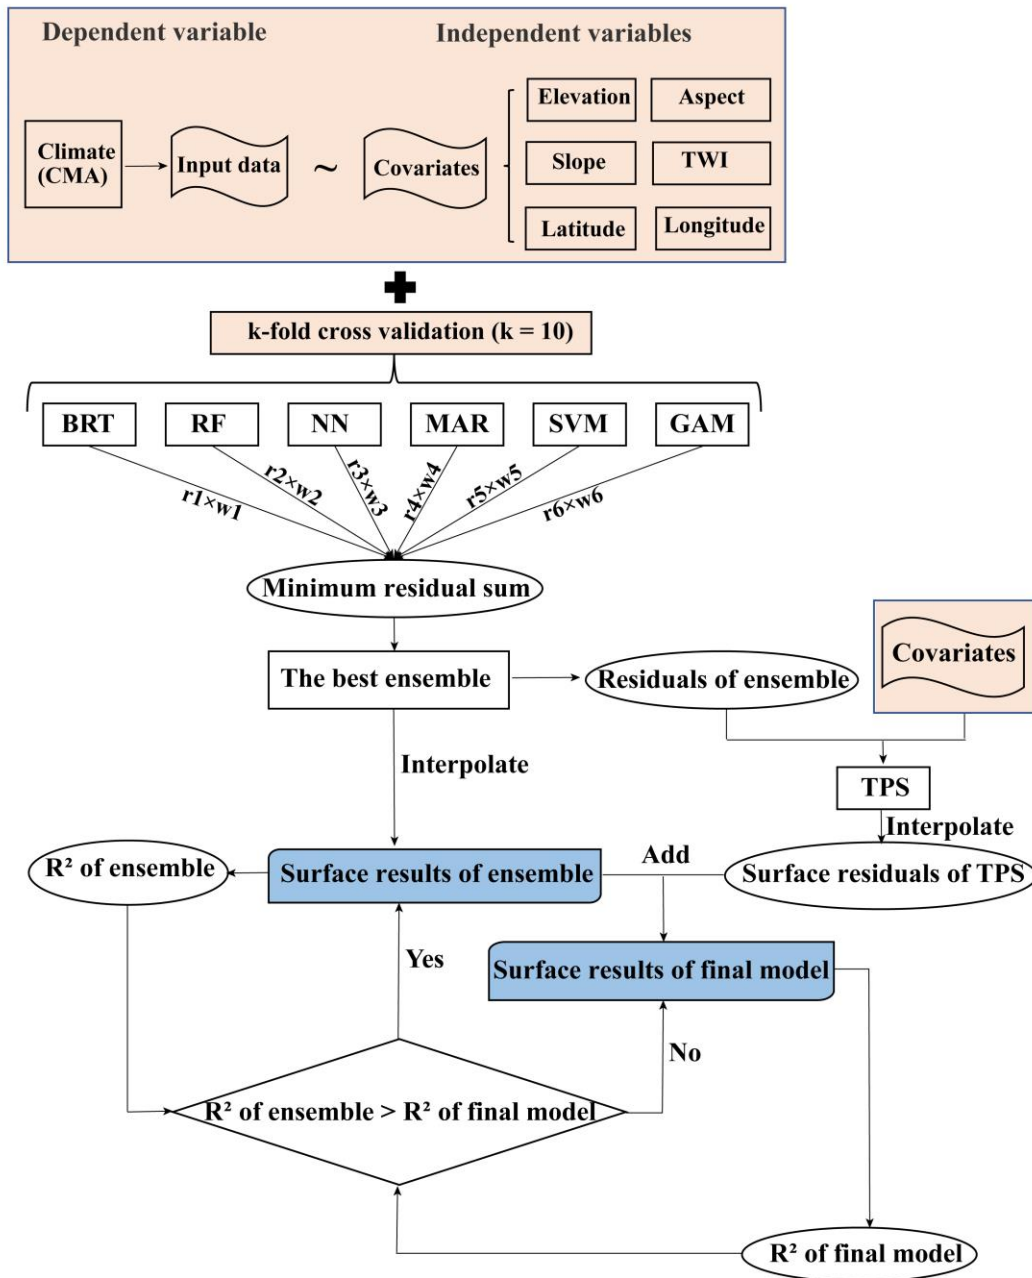 Dependent variable
Independent variables
Climate
(CMA)
Input data
~
Covariates
Elevation
Aspect
Slope
TWI
Latitude
Longitude
k-fold cross validation (k = 10)
BRT
RF
NN
MAR
SVM
GAM
r1×w1
r2×w2
r3×w3
r4×w4
r5×w5
r6×w6
Minimum residual sum
Covariates
The best ensemble
Residuals of ensemble
Interpolate
TPS
Interpolate
R² of ensemble
Surface results of ensemble
Add
Surface residuals of TPS
Yes
Surface results of final model
No
R² of ensemble > R² of final model
R² of final model